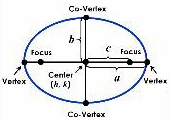 Co-Vertex
b
c
Focus
Focus
Vertex
Center
(h, k)
a
Vertex
Co-Vertex